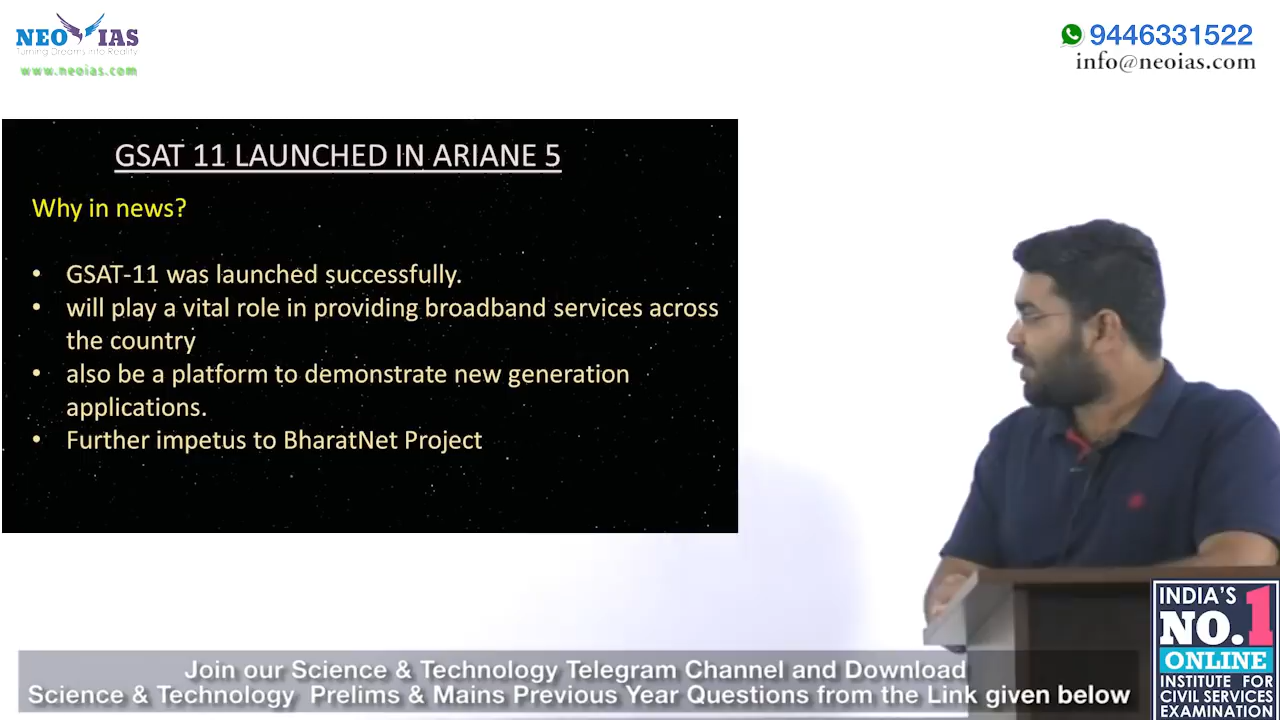 NEO IAS
Turning Dreams into Reality
www.neoias.com
9446331522
info@neoias.com
GSAT 11 LAUNCHED IN ARIANE 5
Why in news?
• GSAT-11 was launched successfully.
• will play a vital role in providing broadband services across
the country
• also be a platform to demonstrate new generation
applications.
• Further impetus to BharatNet Project
INDIA'S
NO.1
ONLINE
INSTITUTE FOR
CIVIL SERVICES
EXAMINATION
Join our Science & Technology Telegram Channel and Download
Science & Technology Prelims & Mains Previous Year Questions from the Link given below